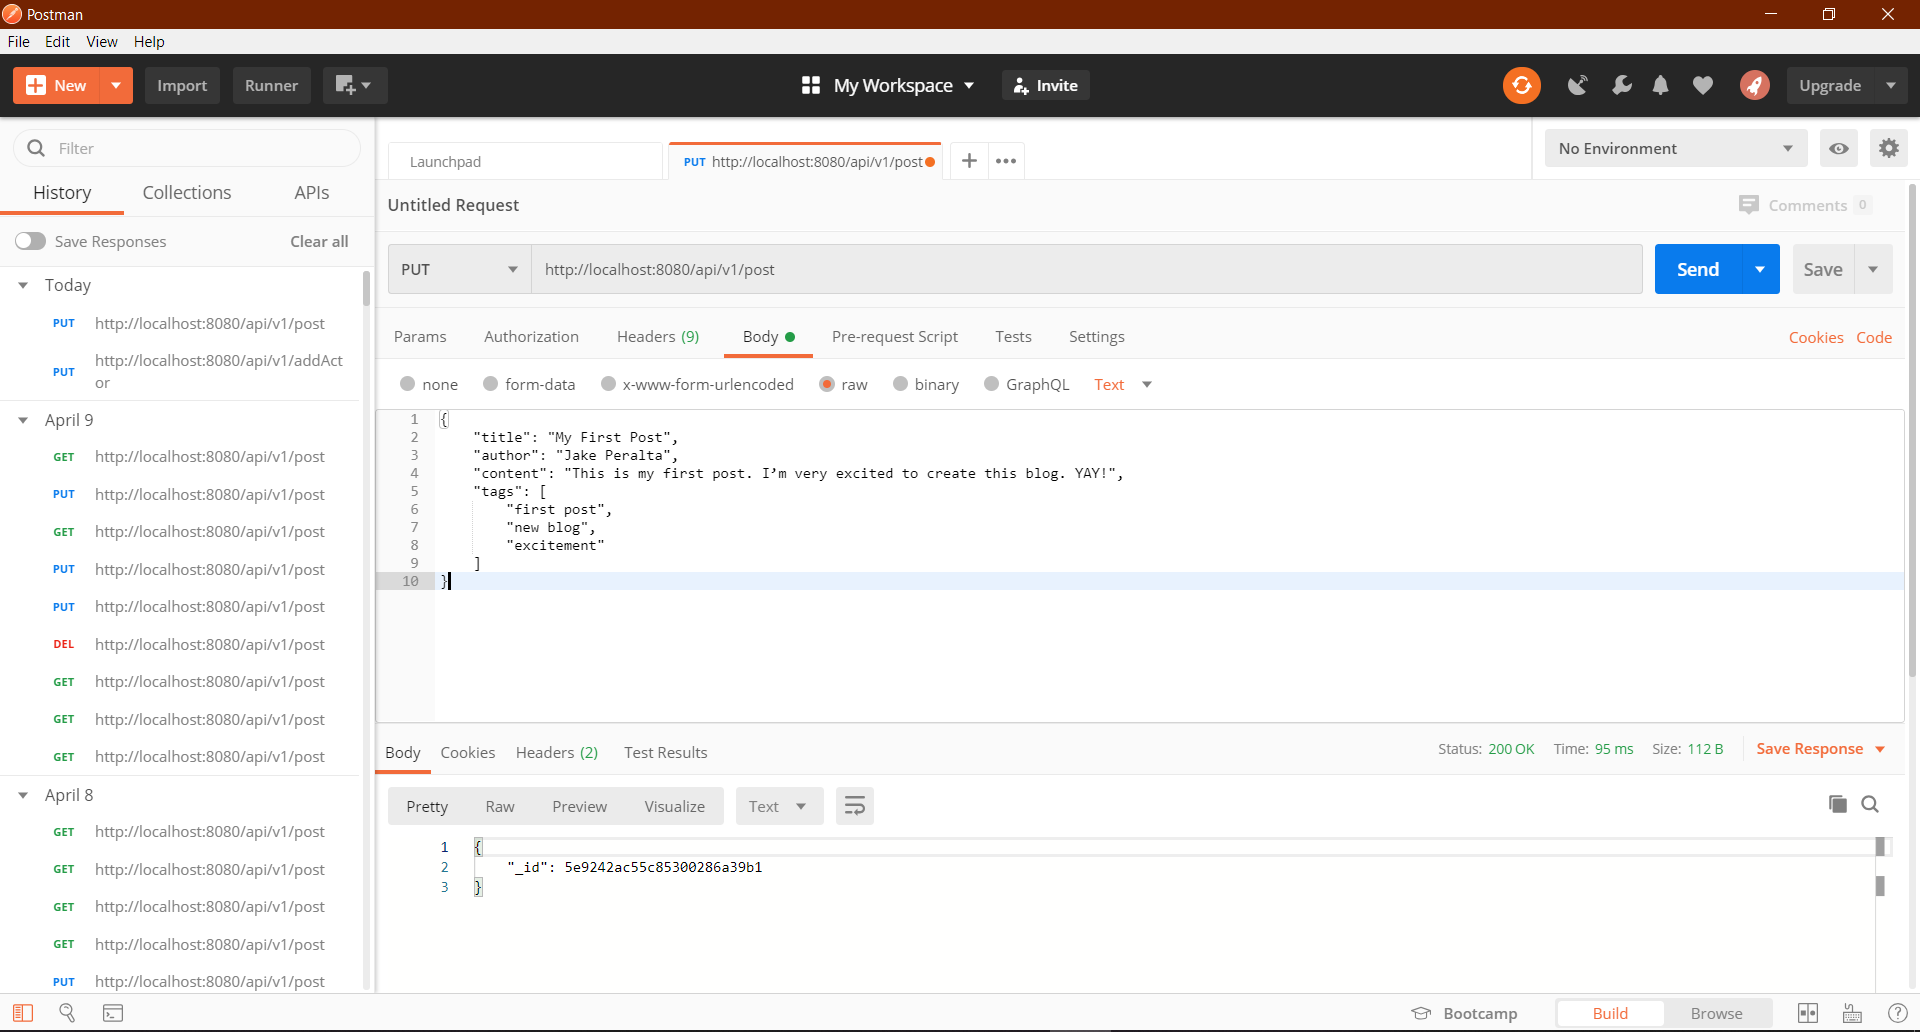 Postman
File Edit View Help
New Import Runner My Workspace Invite Upgrade
Filter
History Collections APIs
Save Responses Clear all
Today
PUT http://localhost:8080/api/v1/post
PUT http://localhost:8080/api/v1/addAct
or
April 9
GET http://localhost:8080/api/v1/post
PUT http://localhost:8080/api/v1/post
GET http://localhost:8080/api/v1/post
PUT http://localhost:8080/api/v1/post
PUT http://localhost:8080/api/v1/post
DEL http://localhost:8080/api/v1/post
GET http://localhost:8080/api/v1/post
GET http://localhost:8080/api/v1/post
GET http://localhost:8080/api/v1/post
April 8
GET http://localhost:8080/api/v1/post
GET http://localhost:8080/api/v1/post
GET http://localhost:8080/api/v1/post
GET http://localhost:8080/api/v1/post
PUT http://localhost:8080/api/v1/post
Launchpad PUT http://localhost:8080/api/v1/post No Environment
Untitled Request Comments 0
PUT http://localhost:8080/api/v1/post Send Save
Params Authorization Headers (9) Body Pre-request Script Tests Settings Cookies Code
none form-data x-www-form-urlencoded raw binary GraphQL Text
1 {
2 "title": "My First Post",
3 "author": "Jake Peralta",
4 "content": "This is my first post. I’m very excited to create this blog. YAY!",
5 "tags": [
6 "first post",
7 "new blog",
8 "excitement"
9 ]
10 }
Body Cookies Headers (2) Test Results Status: 200 OK Time: 95 ms Size: 112 B Save Response
Pretty Raw Preview Visualize Text
1 {
2 "_id": 5e9242ac55c85300286a39b1
3 }
Bootcamp Build Browse